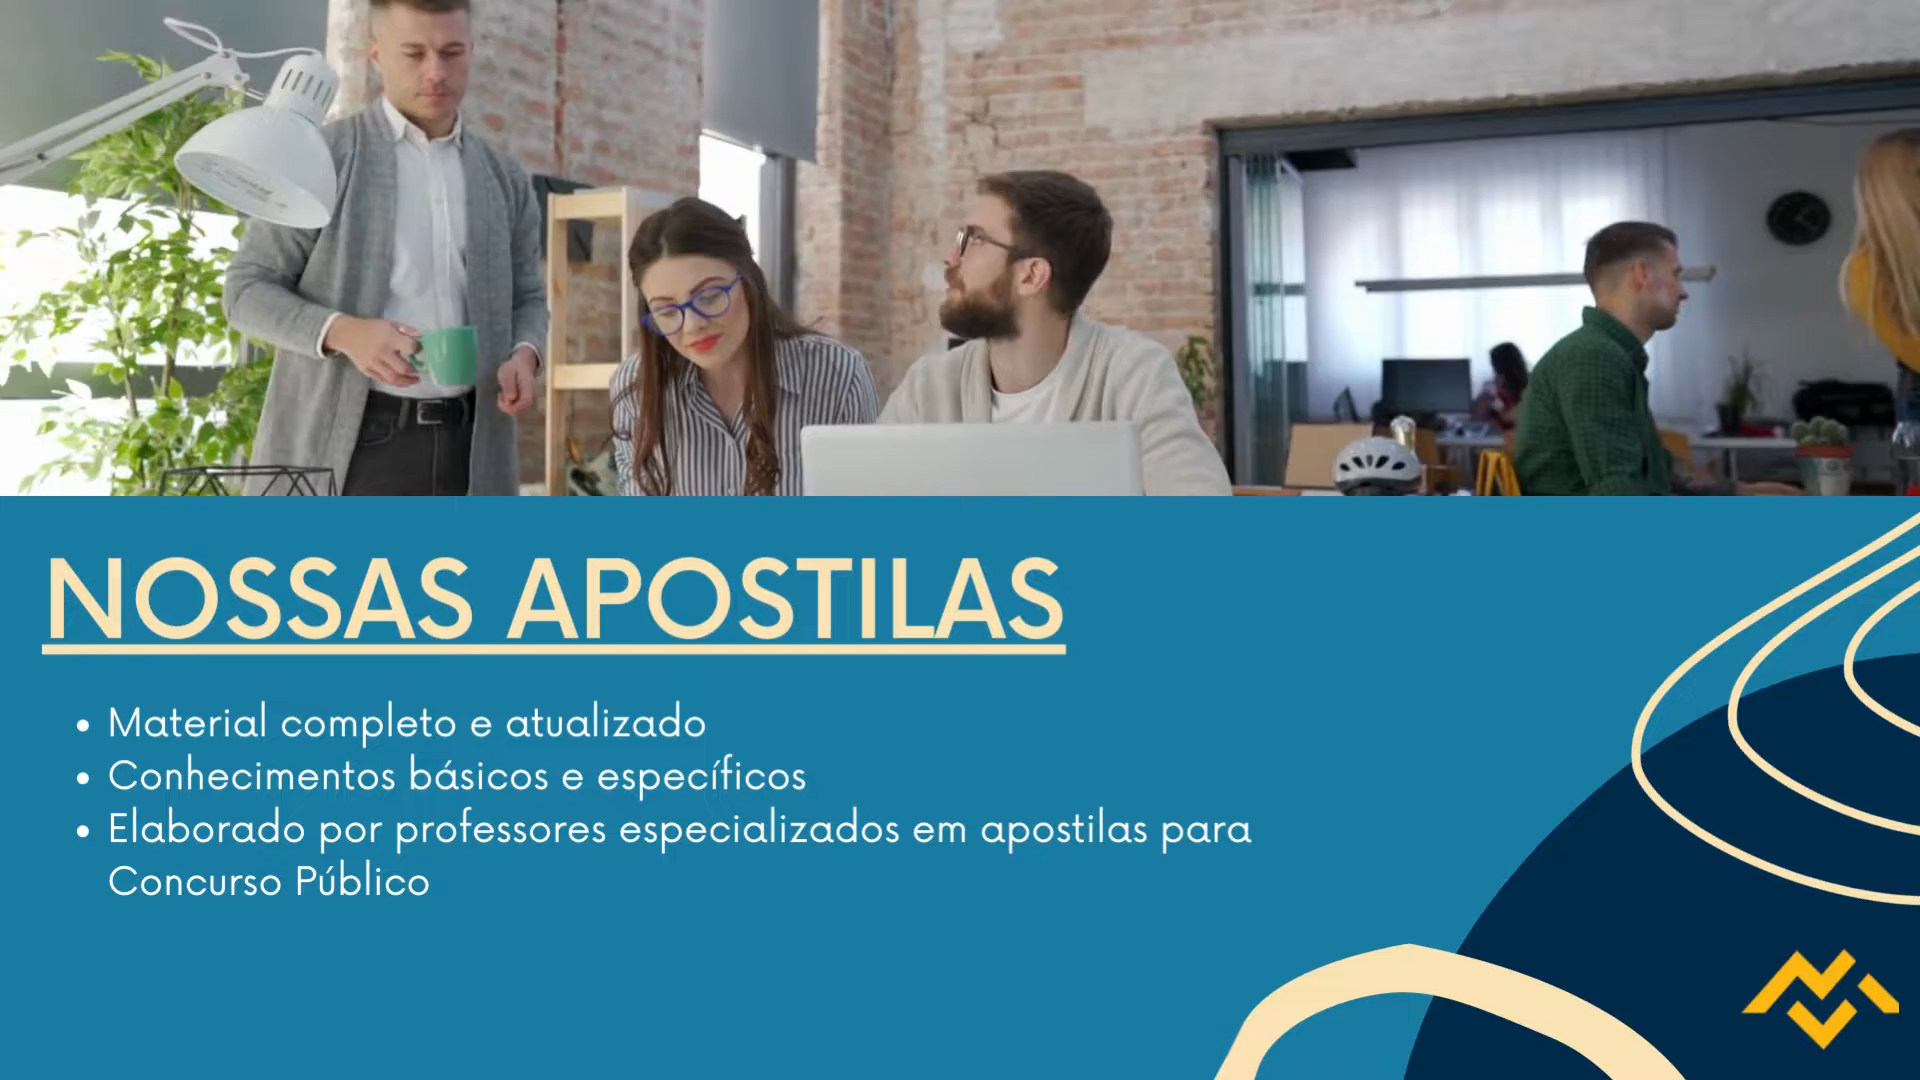 NOSSAS APOSTILAS
• Material completo e atualizado
• Conhecimentos básicos e específicos
• Elaborado por professores especializados em apostilas para
Concurso Público